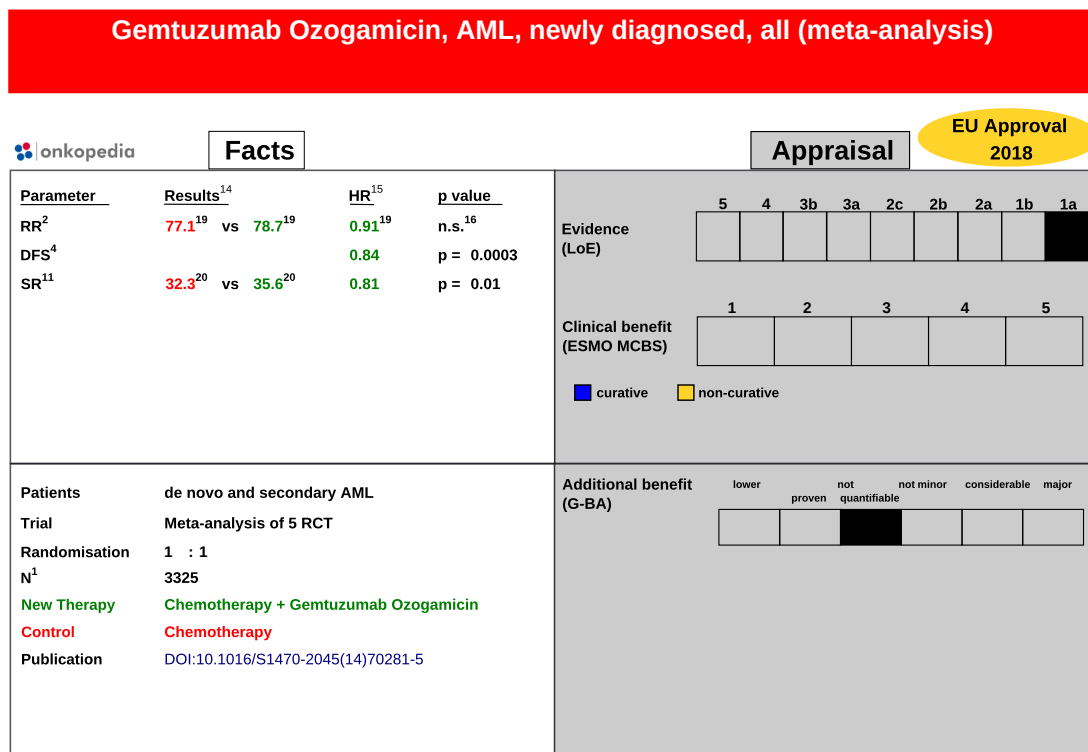 Gemtuzumab Ozogamicin, AML, newly diagnosed, all (meta-analysis)
onkopedia
Facts
Parameter Results14 HR15 p value
RR2 77.119 vs 78.719 0.9119 n.s.16
DFS4 0.84 p = 0.0003
SR11 32.320 vs 35.620 0.81 p = 0.01
Appraisal
EU Approval
2018
5 4 3b 3a 2c 2b 2a 1b 1a
Evidence
(LoE)
1 2 3 4 5
Clinical benefit
(ESMO MCBS)
curative non-curative
Patients de novo and secondary AML
Trial Meta-analysis of 5 RCT
Randomisation 1 : 1
N1 3325
New Therapy Chemotherapy + Gemtuzumab Ozogamicin
Control Chemotherapy
Publication DOI:10.1016/S1470-2045(14)70281-5
Additional benefit
(G-BA)
lower not not minor considerable major
proven quantifiable